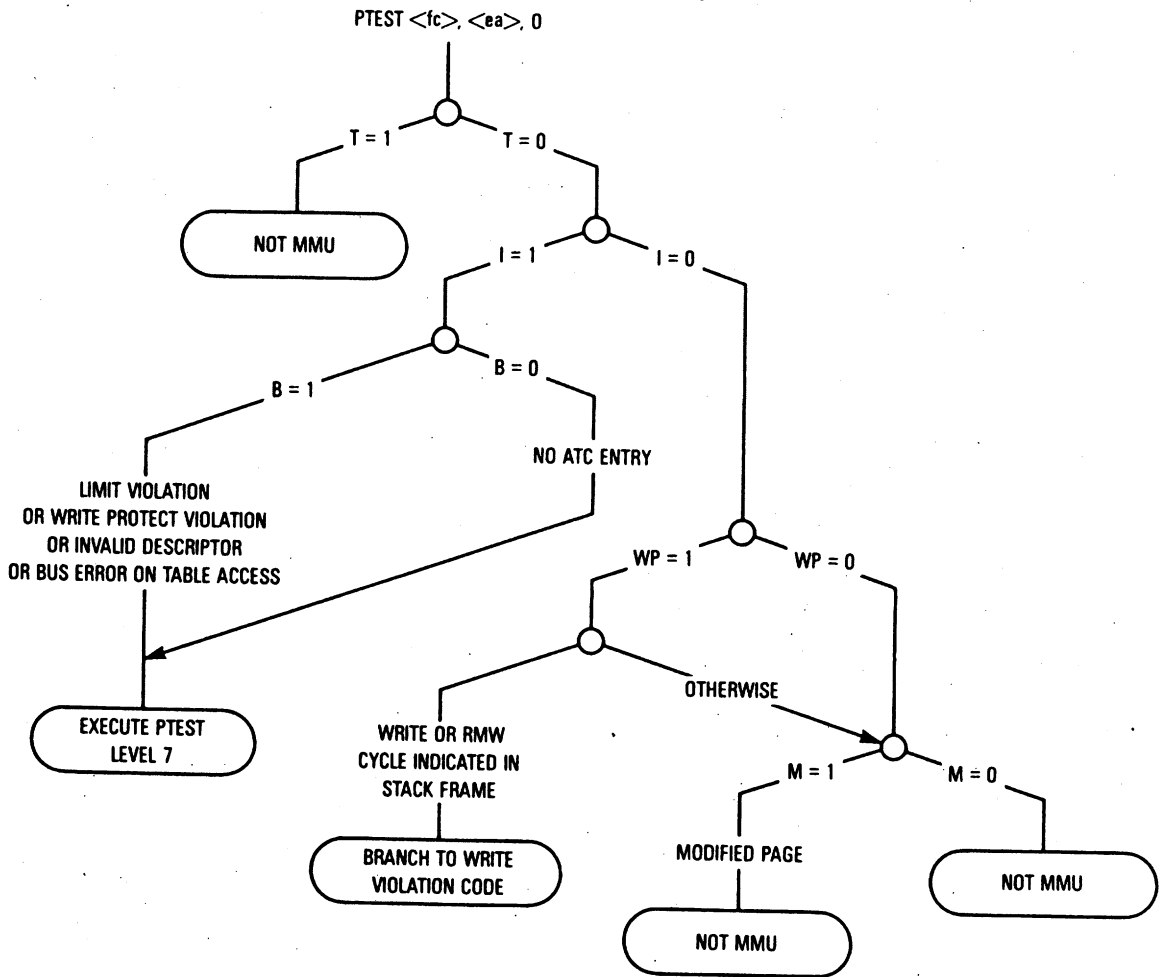 PTEST <fc>, <ea>, 0
T = 1
T = 0
NOT MMU
I = 1
I = 0
B = 1
B = 0
NO ATC ENTRY
LIMIT VIOLATION
OR WRITE PROTECT VIOLATION
OR INVALID DESCRIPTOR
OR BUS ERROR ON TABLE ACCESS
WP = 1
WP = 0
OTHERWISE
EXECUTE PTEST
LEVEL 7
WRITE OR RMW
CYCLE INDICATED IN
STACK FRAME
M = 1
M = 0
BRANCH TO WRITE
VIOLATION CODE
MODIFIED PAGE
NOT MMU
NOT MMU